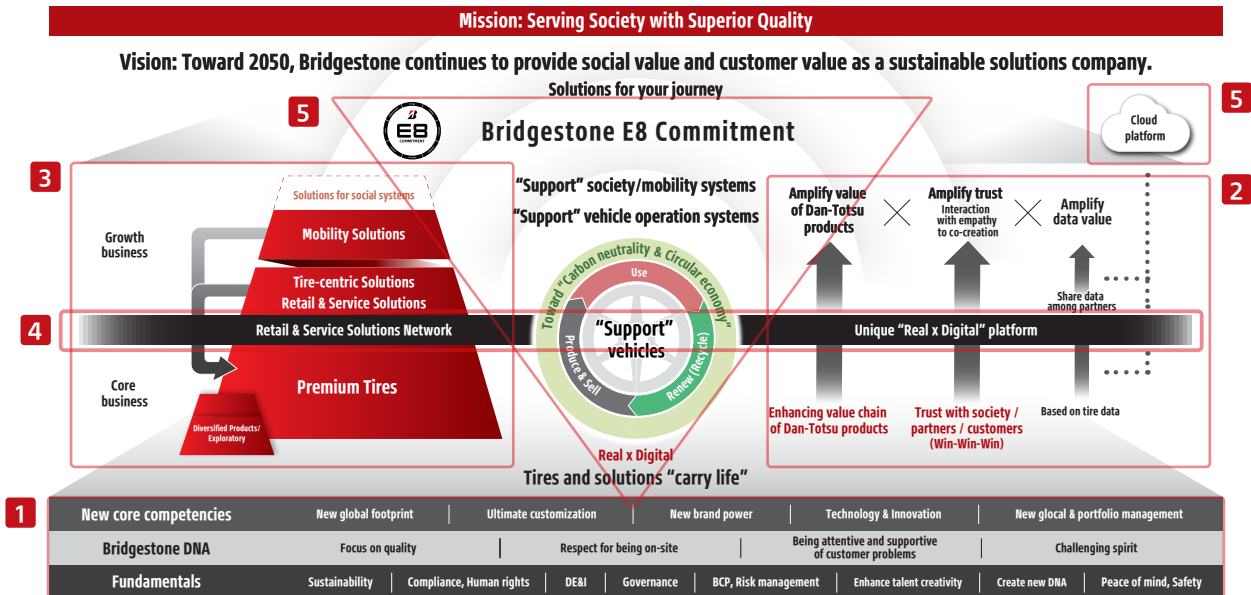 Mission: Serving Society with Superior Quality
Vision: Toward 2050, Bridgestone continues to provide social value and customer value as a sustainable solutions company.
Solutions for your journey
5
E8
COMMITMENT
Bridgestone E8 Commitment
5
Cloud
platform
3
Solutions for social systems
Mobility Solutions
Growth
business
Tire-centric Solutions
Retail & Service Solutions
4
Retail & Service Solutions Network
Premium Tires
Core
business
Diversified Products/
Exploratory
"Support" society/mobility systems
"Support" vehicle operation systems
Toward "Carbon neutrality & Circular economy"
Use
Produce & Sell
Renew (Recycle)
"Support"
vehicles
Real x Digital
Tires and solutions "carry life"
2
Amplify value
of Dan-Totsu
products
Amplify trust
Interaction
with empathy
to co-creation
Amplify
data value
Share data
among partners
Unique "Real x Digital" platform
Enhancing value chain
of Dan-Totsu products
Trust with society /
partners / customers
(Win-Win-Win)
Based on tire data
1
New core competencies
New global footprint
Ultimate customization
New brand power
Technology & Innovation
New glocal & portfolio management
Bridgestone DNA
Focus on quality
Respect for being on-site
Being attentive and supportive
of customer problems
Challenging spirit
Fundamentals
Sustainability
Compliance, Human rights
DE&I
Governance
BCP, Risk management
Enhance talent creativity
Create new DNA
Peace of mind, Safety